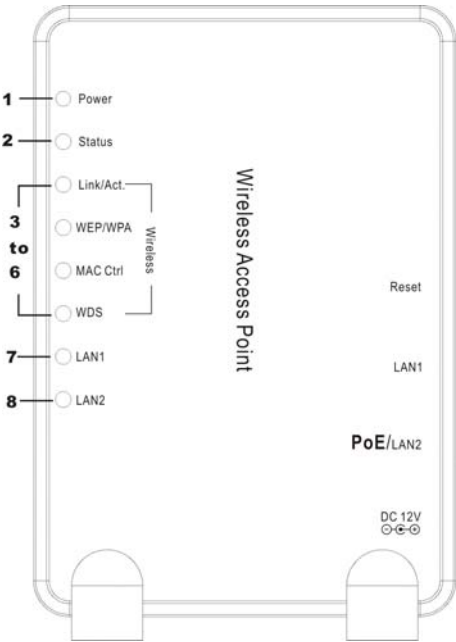 1 Power
2 Status
Link/Act.
3
to
6
WEP/WPA
MAC Ctrl
WDS
Wireless
7 LAN1
8 LAN2
Wireless Access Point
Reset
LAN1
PoE/LAN2
DC 12V